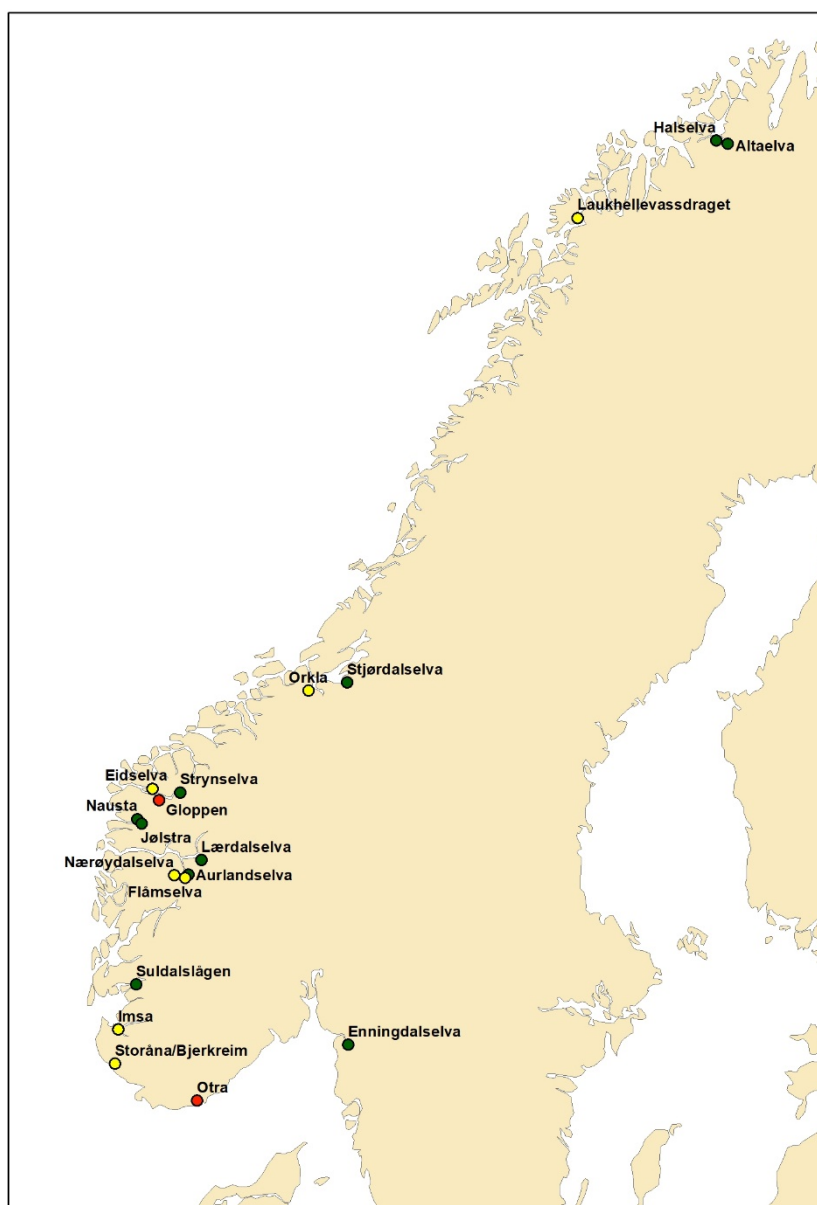 Halselva
Altaelva
Laukhellevassdraget
Stjørdalselva
Orkla
Eidselva
Strynselva
Nausta
Gloppen
Jølstra
Lærdalselva
Nærøydalselva
Aurlandselva
Flåmselva
Suldalslågen
Imsa
Enningdalselva
Storåna/Bjerkreim
Otra